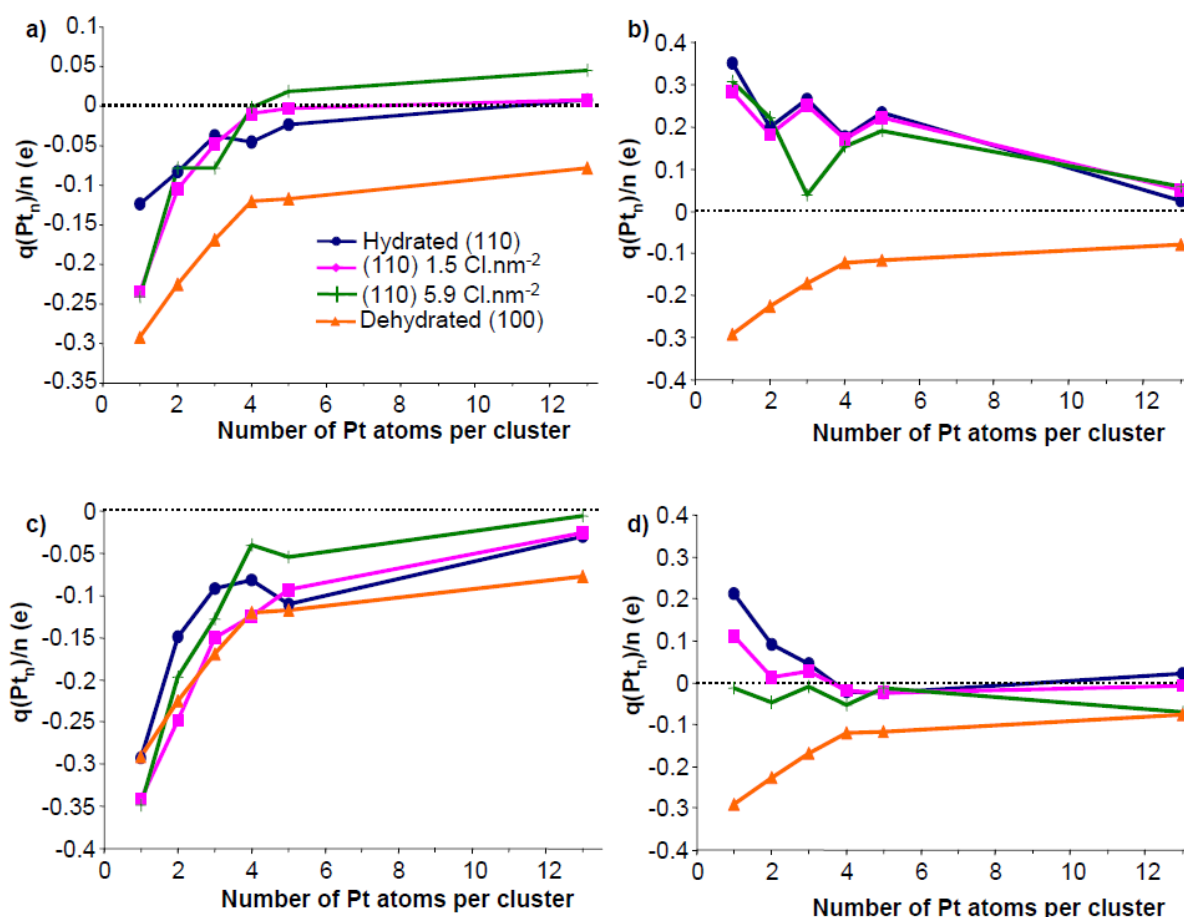 a)
0.1
0.05
0
-0.05
-0.1
-0.15
-0.2
-0.25
-0.3
-0.35
q(Ptn)/n (e)
Hydrated (110)
(110) 1.5 Cl.nm-2
(110) 5.9 Cl.nm-2
Dehydrated (100)
0 2 4 6 8 10 12
Number of Pt atoms per cluster
b)
0.4
0.3
0.2
0.1
0
-0.1
-0.2
-0.3
-0.4
q(Ptn)/n (e)
0 2 4 6 8 10 12
Number of Pt atoms per cluster
c)
0
-0.05
-0.1
-0.15
-0.2
-0.25
-0.3
-0.35
-0.4
q(Ptn)/n (e)
0 2 4 6 8 10 12
Number of Pt atoms per cluster
d)
0.4
0.3
0.2
0.1
0
-0.1
-0.2
-0.3
-0.4
q(Ptn)/n (e)
0 2 4 6 8 10 12
Number of Pt atoms per cluster